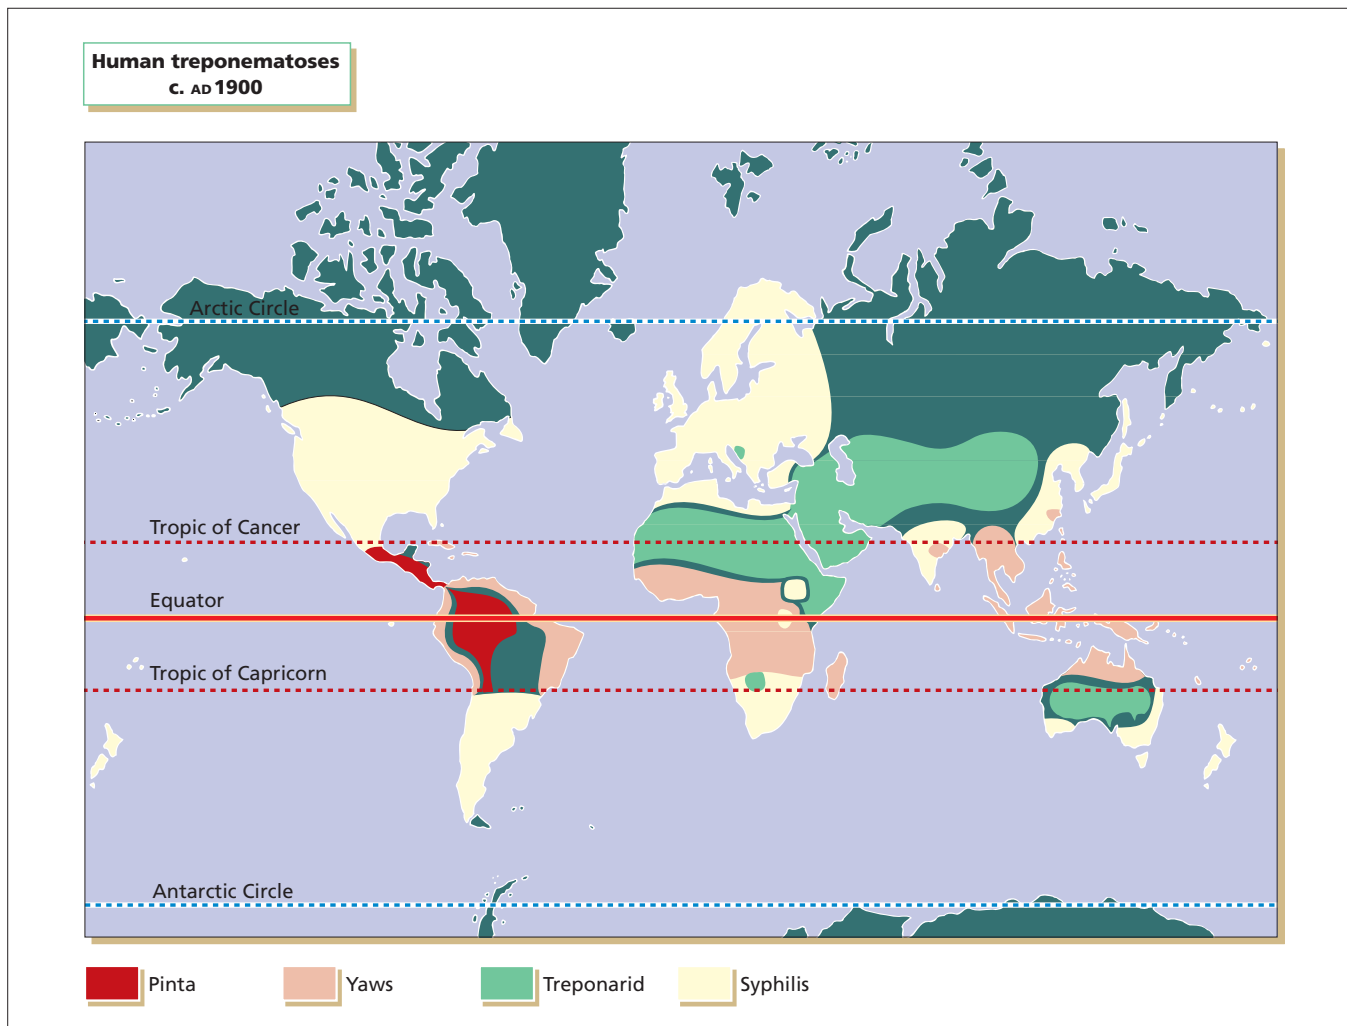 Human treponematoses
c. AD 1900
Arctic Circle
Tropic of Cancer
Equator
Tropic of Capricorn
Antarctic Circle
Pinta
Yaws
Treponarid
Syphilis